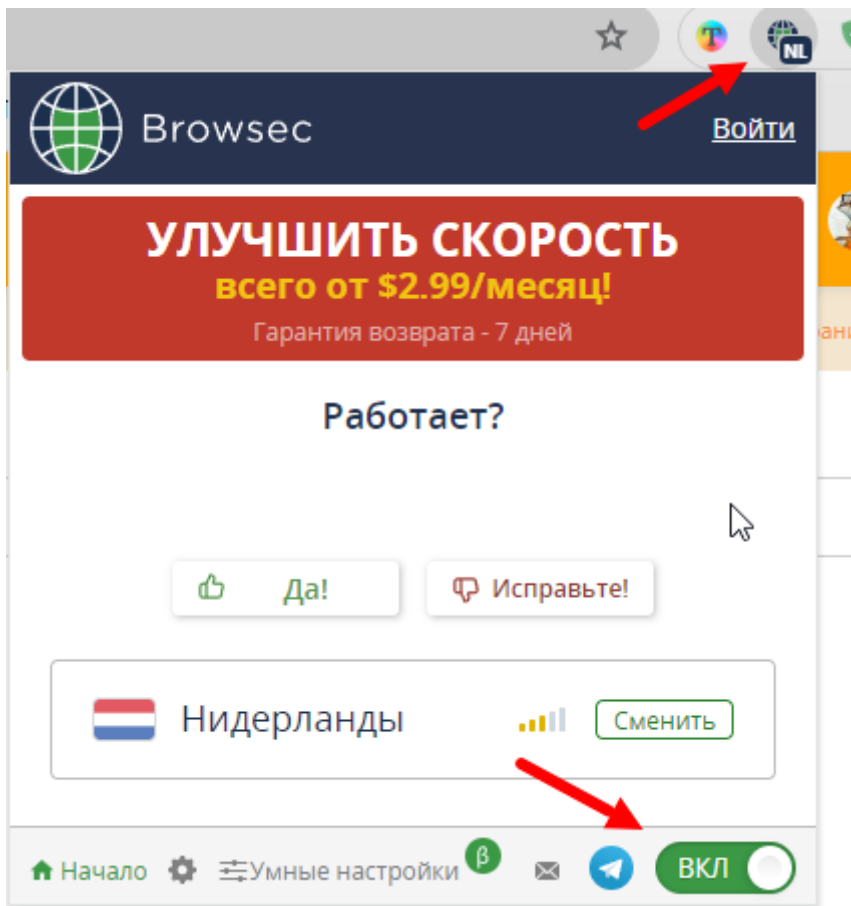 T
NL
Browsec
Войти
УЛУЧШИТЬ СКОРОСТЬ
всего от $2.99/месяц!
Гарантия возврата - 7 дней
Работает?
Да!
Исправьте!
Нидерланды
Сменить
Начало
Умные настройки
β
ВКЛ